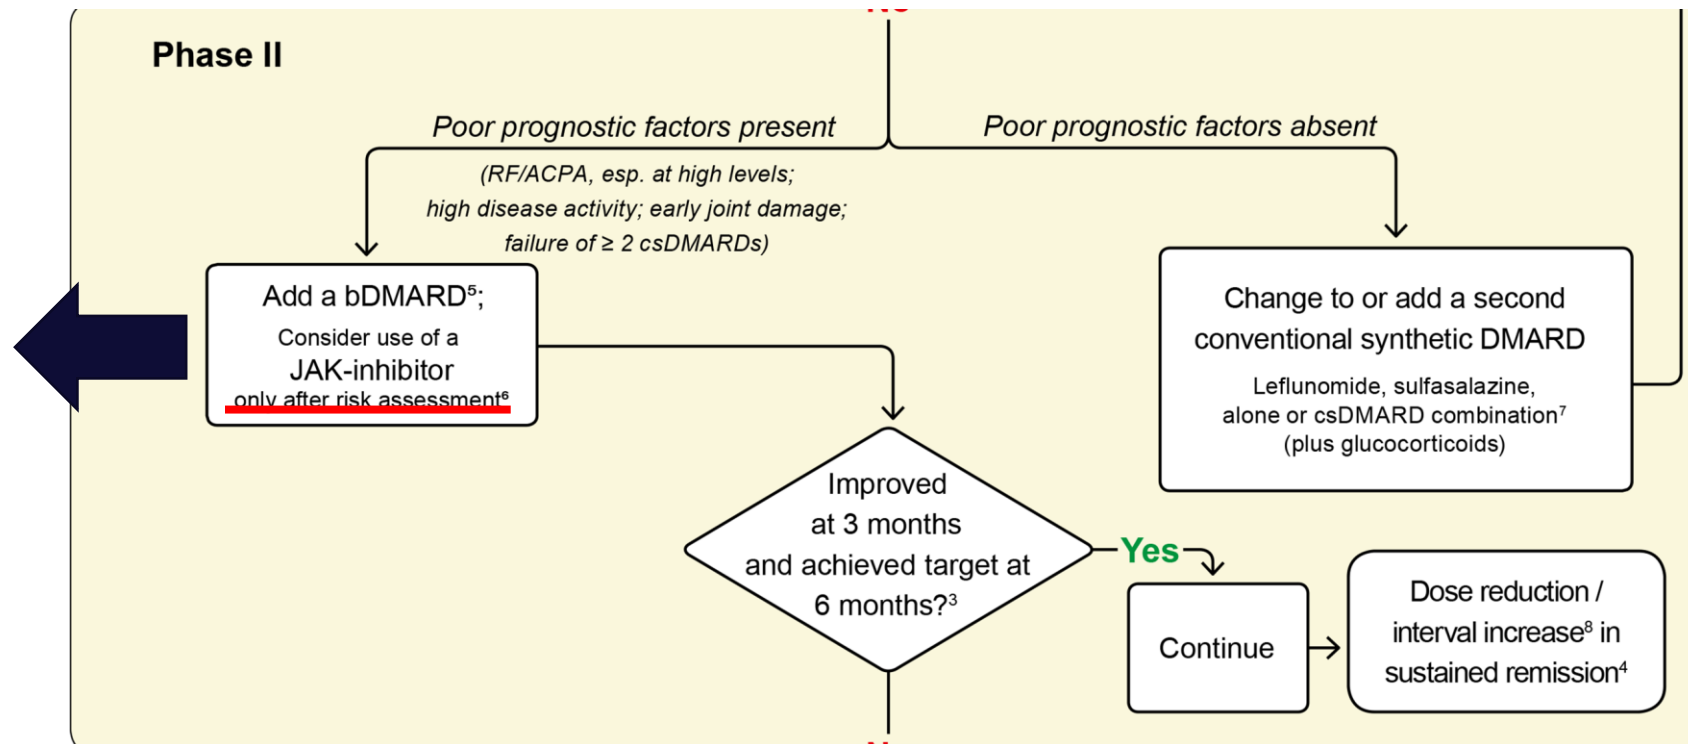 No
Phase II
Poor prognostic factors present
Poor prognostic factors absent
(RF/ACPA, esp. at high levels;
high disease activity; early joint damage;
failure of ≥ 2 csDMARDs)
Add a bDMARD⁵;
Consider use of a
JAK-inhibitor
only after risk assessment⁶
Change to or add a second
conventional synthetic DMARD
Leflunomide, sulfasalazine,
alone or csDMARD combination⁷
(plus glucocorticoids)
Improved
at 3 months
and achieved target at
6 months?³
Yes
Continue
Dose reduction /
interval increase⁸ in
sustained remission⁴